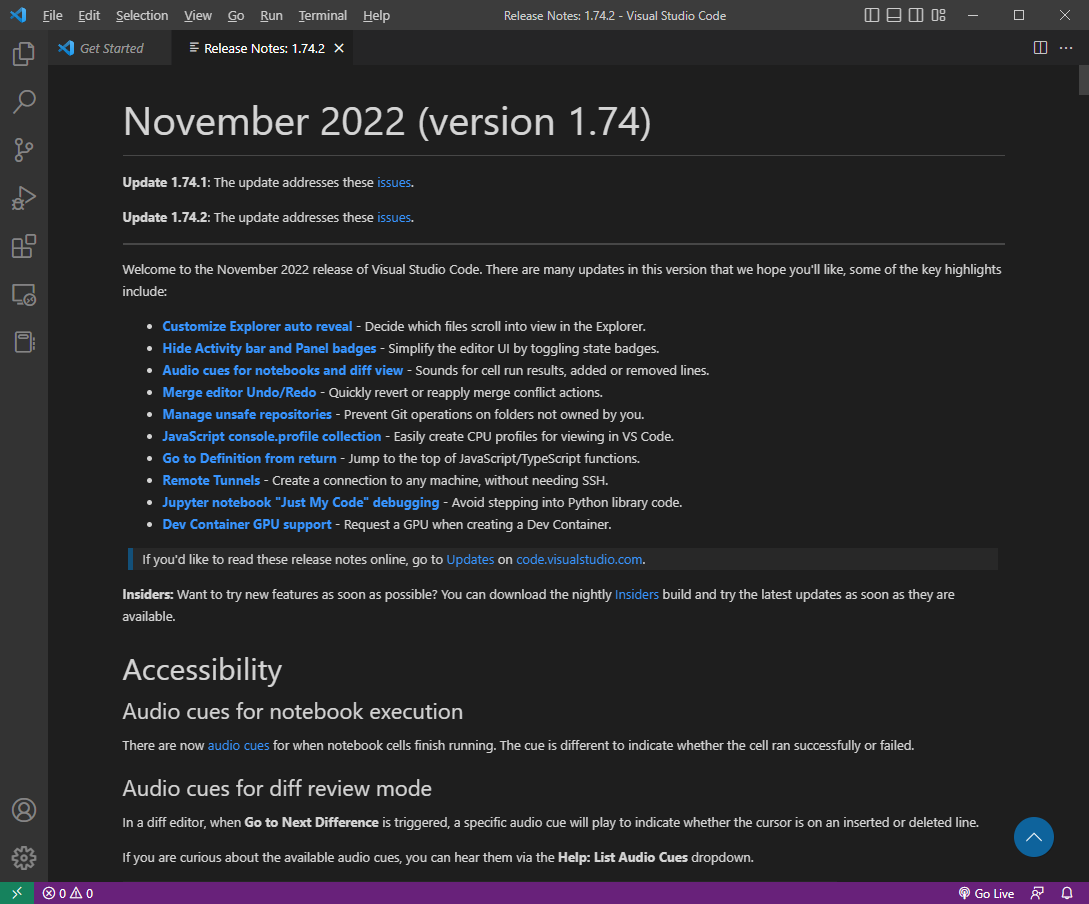 File Edit Selection View Go Run Terminal Help Release Notes: 1.74.2 - Visual Studio Code
Get Started Release Notes: 1.74.2
November 2022 (version 1.74)
Update 1.74.1: The update addresses these issues.
Update 1.74.2: The update addresses these issues.
Welcome to the November 2022 release of Visual Studio Code. There are many updates in this version that we hope you'll like, some of the key highlights
include:
• Customize Explorer auto reveal - Decide which files scroll into view in the Explorer.
• Hide Activity bar and Panel badges - Simplify the editor UI by toggling state badges.
• Audio cues for notebooks and diff view - Sounds for cell run results, added or removed lines.
• Merge editor Undo/Redo - Quickly revert or reapply merge conflict actions.
• Manage unsafe repositories - Prevent Git operations on folders not owned by you.
• JavaScript console.profile collection - Easily create CPU profiles for viewing in VS Code.
• Go to Definition from return - Jump to the top of JavaScript/TypeScript functions.
• Remote Tunnels - Create a connection to any machine, without needing SSH.
• Jupyter notebook "Just My Code" debugging - Avoid stepping into Python library code.
• Dev Container GPU support - Request a GPU when creating a Dev Container.
If you'd like to read these release notes online, go to Updates on code.visualstudio.com.
Insiders: Want to try new features as soon as possible? You can download the nightly Insiders build and try the latest updates as soon as they are
available.
Accessibility
Audio cues for notebook execution
There are now audio cues for when notebook cells finish running. The cue is different to indicate whether the cell ran successfully or failed.
Audio cues for diff review mode
In a diff editor, when Go to Next Difference is triggered, a specific audio cue will play to indicate whether the cursor is on an inserted or deleted line.
If you are curious about the available audio cues, you can hear them via the Help: List Audio Cues dropdown.
0 0 Go Live